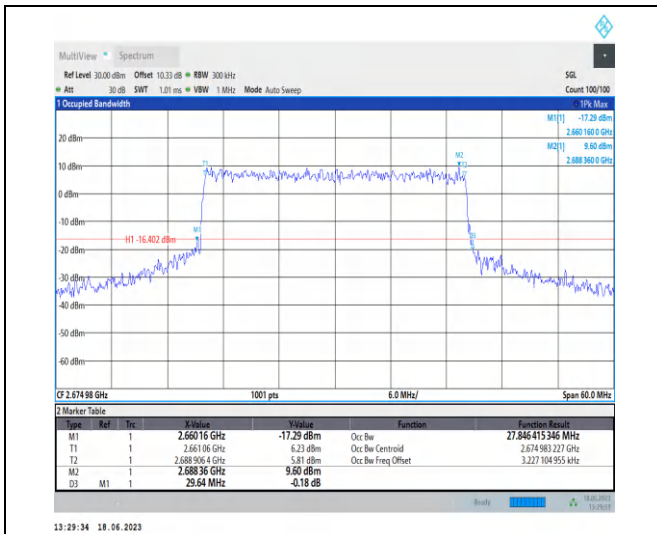 MultiView Spectrum
Ref Level 30.00 dBm Offset 10.33 dB RBW 300 kHz SGL
Att 30 dB SWT 1.01 ms VBW 1 MHz Mode Auto Sweep Count 100/100
1 Occupied Bandwidth 1Pk Max
M1[1] -17.29 dBm
2.660 160 0 GHz
20 dBm
M2[1] 9.60 dBm
2.688 360 0 GHz
M2
T1 T2
10 dBm
0 dBm
-10 dBm
M1
H1 -16.402 dBm
D3
-20 dBm
-30 dBm
-40 dBm
-50 dBm
-60 dBm
CF 2.674 98 GHz 1001 pts 6.0 MHz/ Span 60.0 MHz
2 Marker Table
Type Ref Trc X-Value Y-Value Function Function Result
M1 1 2.66016 GHz -17.29 dBm Occ Bw 27.846 415 346 MHz
T1 1 2.661 06 GHz 6.23 dBm Occ Bw Centroid 2.674 983 227 GHz
T2 1 2.688 906 4 GHz 5.81 dBm Occ Bw Freq Offset 3.227 104 955 kHz
M2 1 2.688 36 GHz 9.60 dBm
D3 M1 1 29.64 MHz -0.18 dB
Ready 18.06.2023
13:29:33
13:29:34 18.06.2023